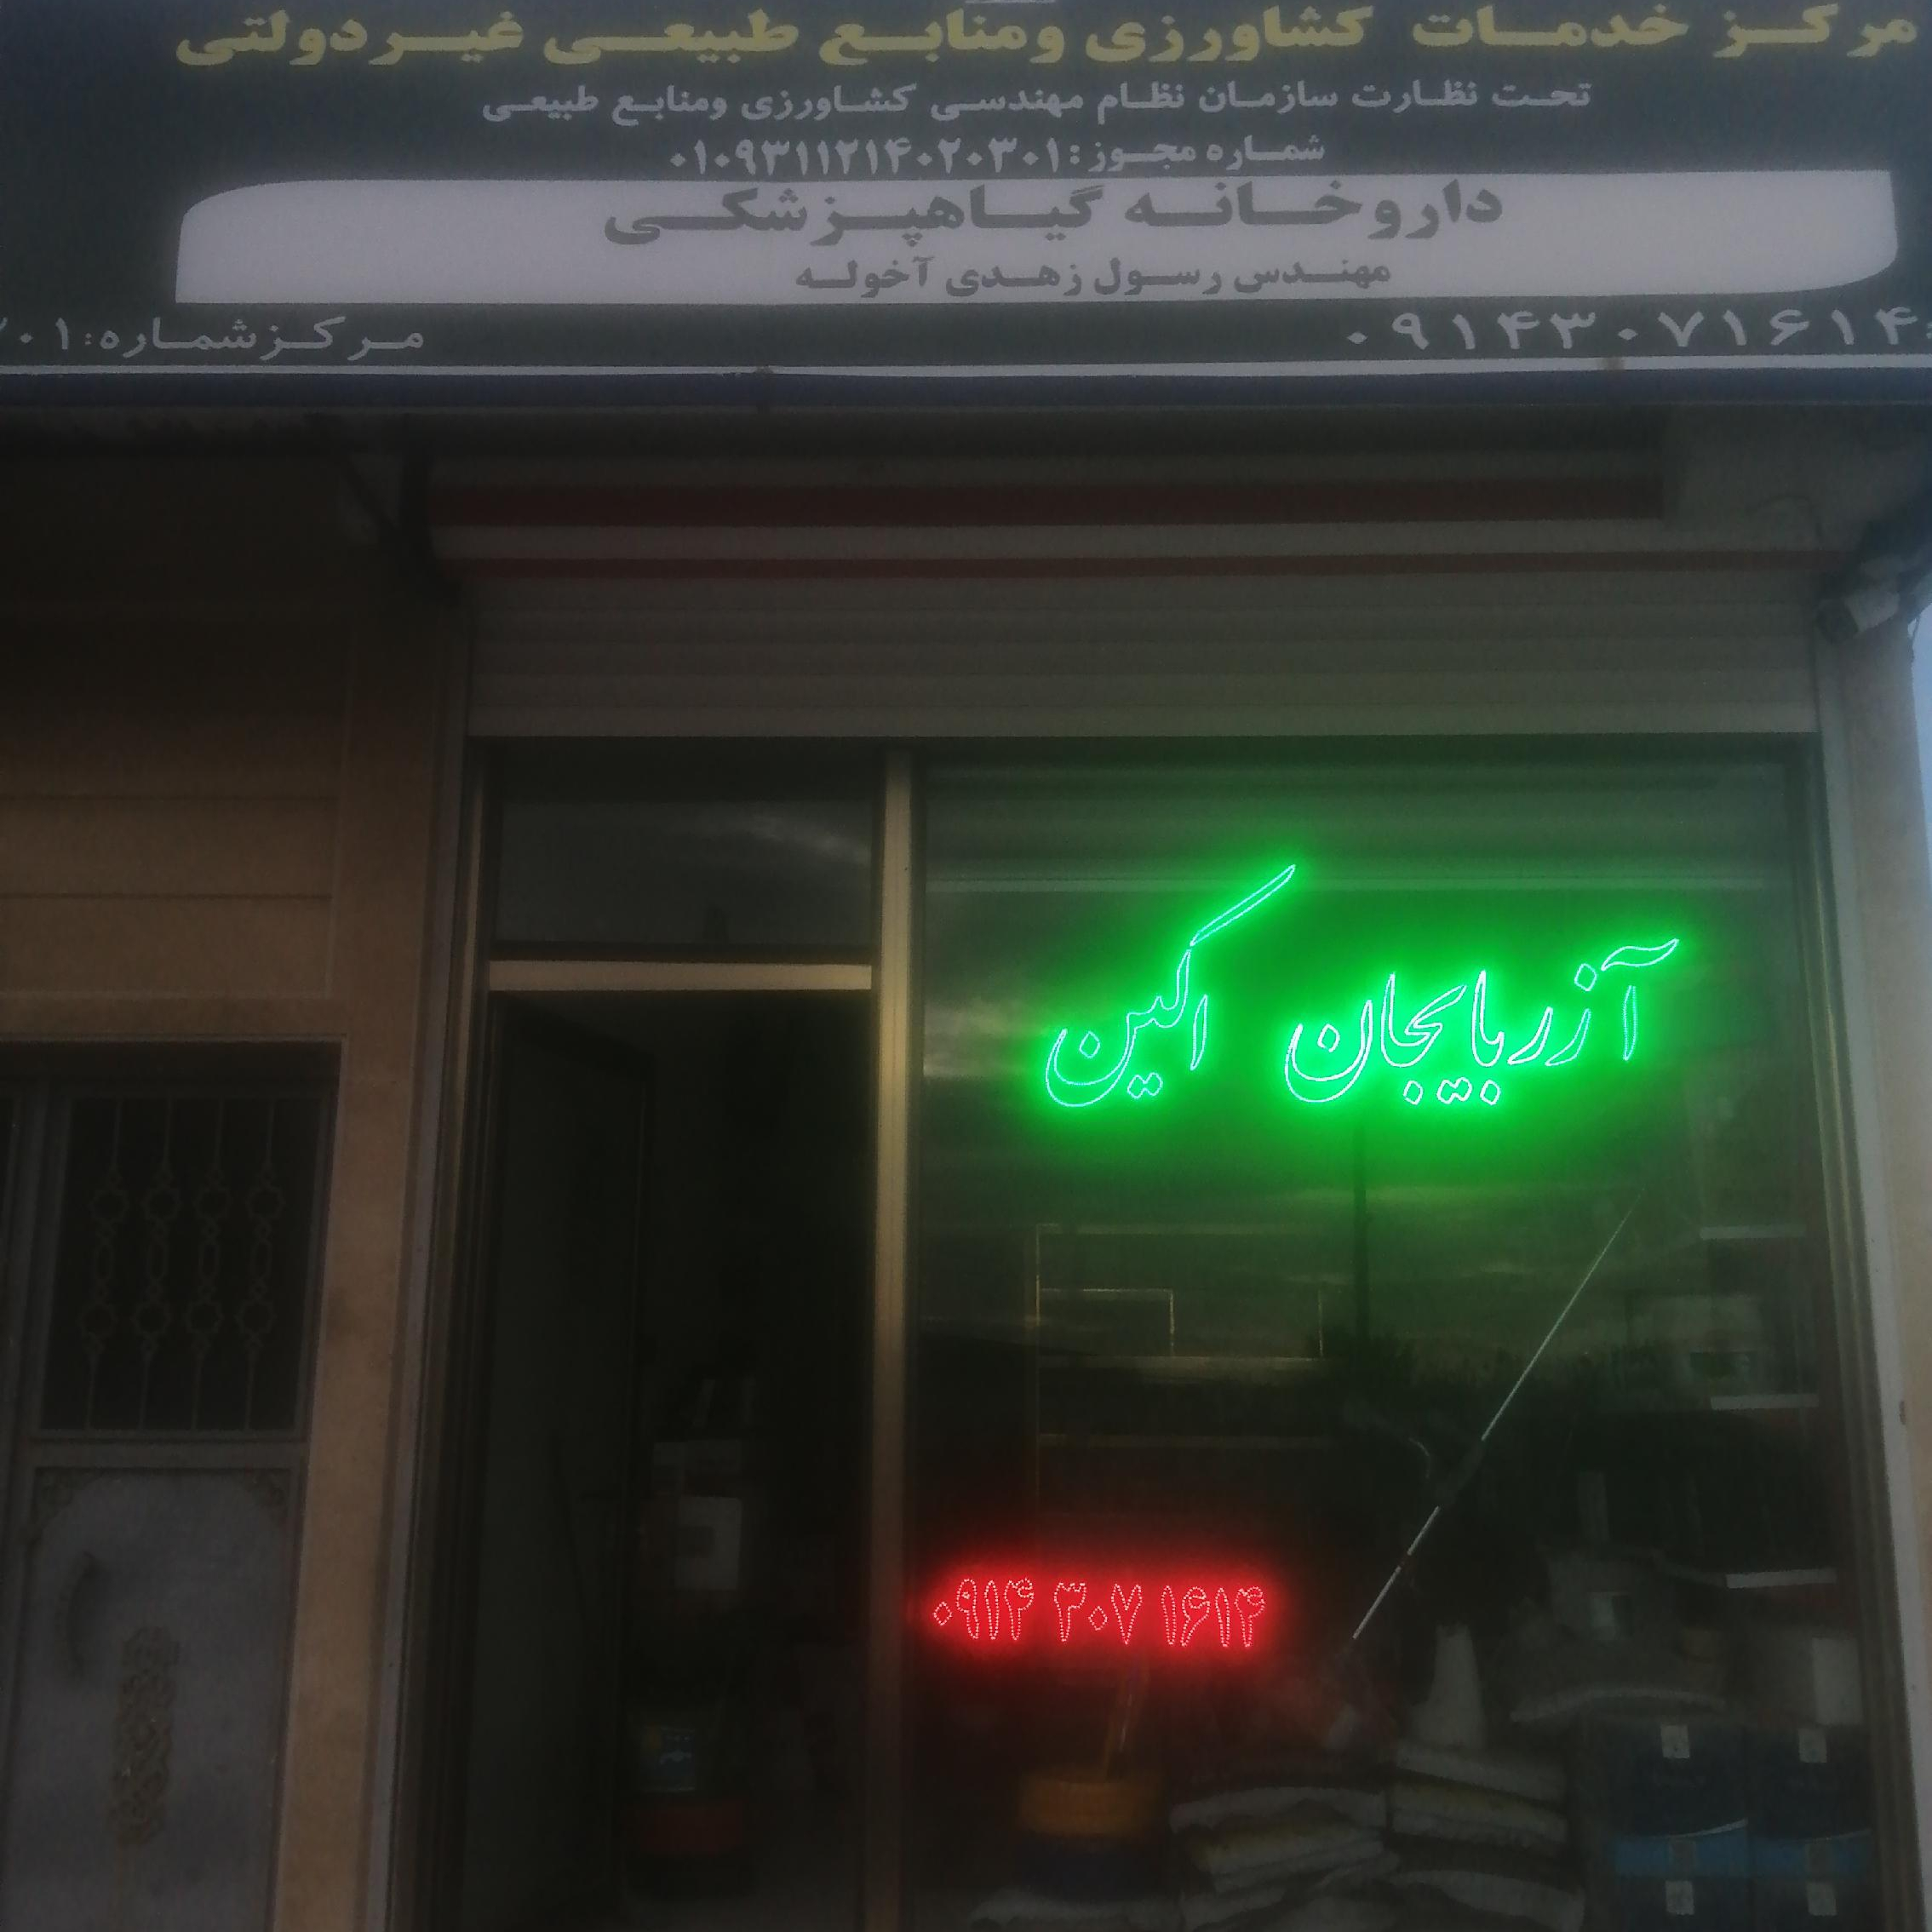 مرکز خدمات کشاورزی ومنابع طبیعی غیردولتی
تحت نظارت سازمان نظام مهندسی کشاورزی ومنابع طبیعی
شماره مجوز: ۰۱۰۹۳۱۱۲۱۴۰۲۰۳۰۱
داروخانه گیاهپزشکی
مهندس رسول زهدی آخوله
۰۹۱۴۳۰۷۱۶۱۴
مرکزشماره:
آذربایجان اکین
۰۹۱۴ ۳۰۷ ۱۶۱۴